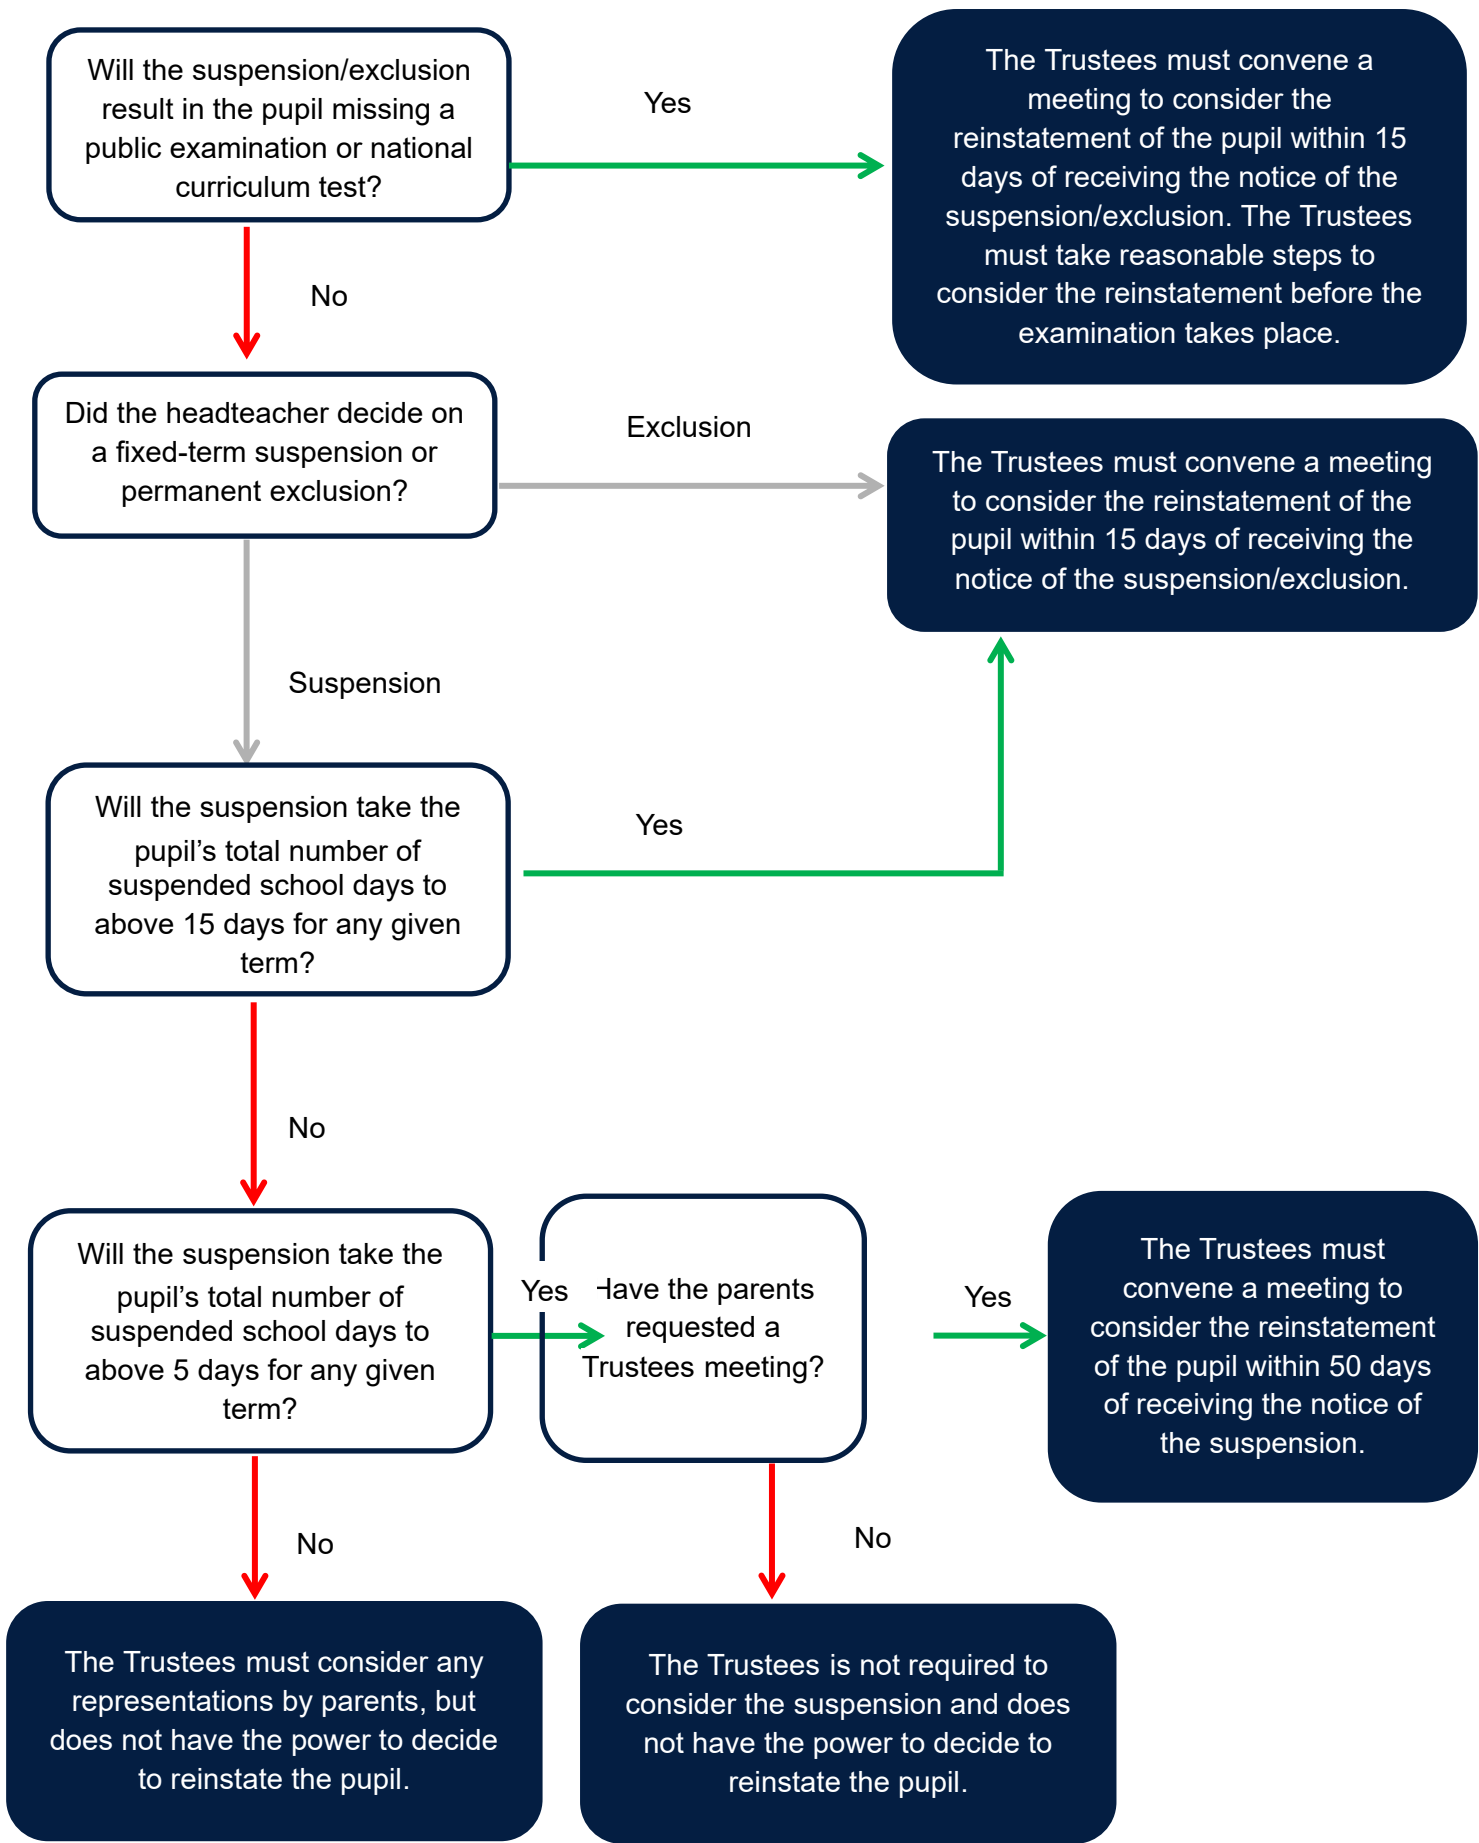 Will the suspension/exclusion
result in the pupil missing a
public examination or national
curriculum test?
Yes
The Trustees must convene a
meeting to consider the
reinstatement of the pupil within 15
days of receiving the notice of the
suspension/exclusion. The Trustees
must take reasonable steps to
consider the reinstatement before the
examination takes place.
No
Did the headteacher decide on
a fixed-term suspension or
permanent exclusion?
Exclusion
The Trustees must convene a meeting
to consider the reinstatement of the
pupil within 15 days of receiving the
notice of the suspension/exclusion.
Suspension
Will the suspension take the
pupil’s total number of
suspended school days to
above 15 days for any given
term?
Yes
No
Will the suspension take the
pupil’s total number of
suspended school days to
above 5 days for any given
term?
Yes
Have the parents
requested a
Trustees meeting?
Yes
The Trustees must
convene a meeting to
consider the reinstatement
of the pupil within 50 days
of receiving the notice of
the suspension.
No
No
The Trustees must consider any
representations by parents, but
does not have the power to decide
to reinstate the pupil.
The Trustees is not required to
consider the suspension and does
not have the power to decide to
reinstate the pupil.